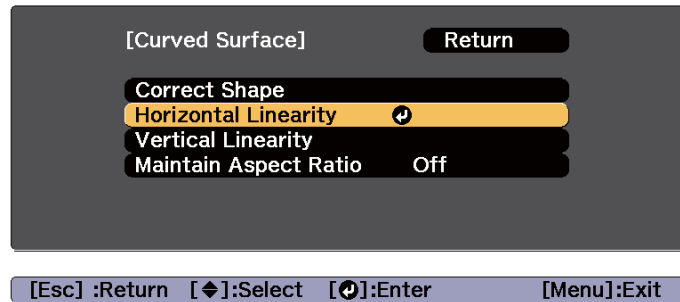 [Curved Surface] Return
Correct Shape
Horizontal Linearity
Vertical Linearity
Maintain Aspect Ratio Off
[Esc] :Return [◆]:Select [⏎]:Enter [Menu]:Exit